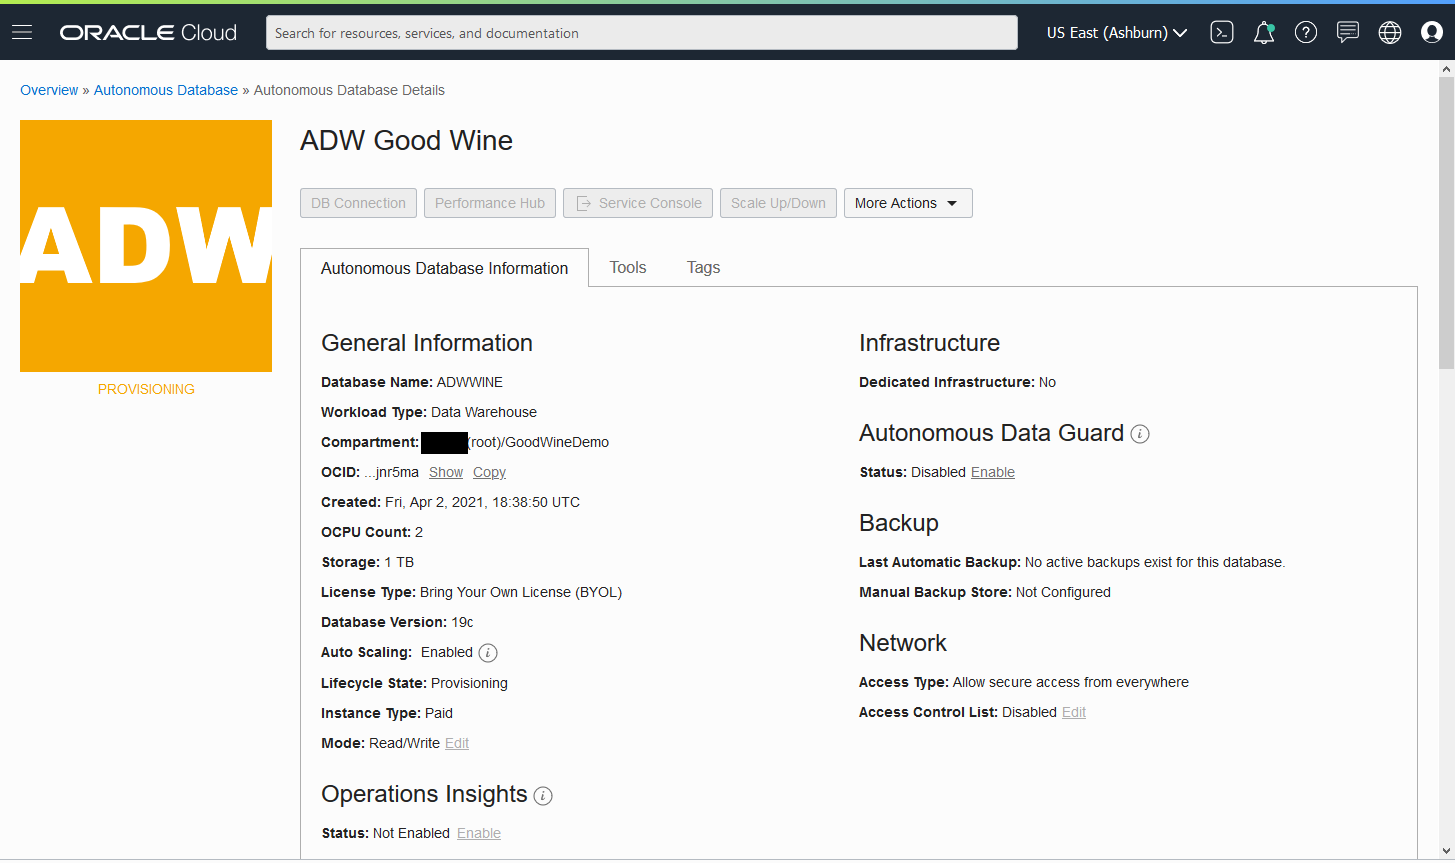 ORACLE Cloud
Search for resources, services, and documentation
US East (Ashburn)
Overview » Autonomous Database » Autonomous Database Details
ADW
PROVISIONING
ADW Good Wine
DB Connection
Performance Hub
Service Console
Scale Up/Down
More Actions
Autonomous Database Information
Tools
Tags
General Information
Database Name: ADWWINE
Workload Type: Data Warehouse
Compartment: (root)/GoodWineDemo
OCID: ...jnr5ma Show Copy
Created: Fri, Apr 2, 2021, 18:38:50 UTC
OCPU Count: 2
Storage: 1 TB
License Type: Bring Your Own License (BYOL)
Database Version: 19c
Auto Scaling: Enabled i
Lifecycle State: Provisioning
Instance Type: Paid
Mode: Read/Write Edit
Operations Insights i
Status: Not Enabled Enable
Infrastructure
Dedicated Infrastructure: No
Autonomous Data Guard i
Status: Disabled Enable
Backup
Last Automatic Backup: No active backups exist for this database.
Manual Backup Store: Not Configured
Network
Access Type: Allow secure access from everywhere
Access Control List: Disabled Edit